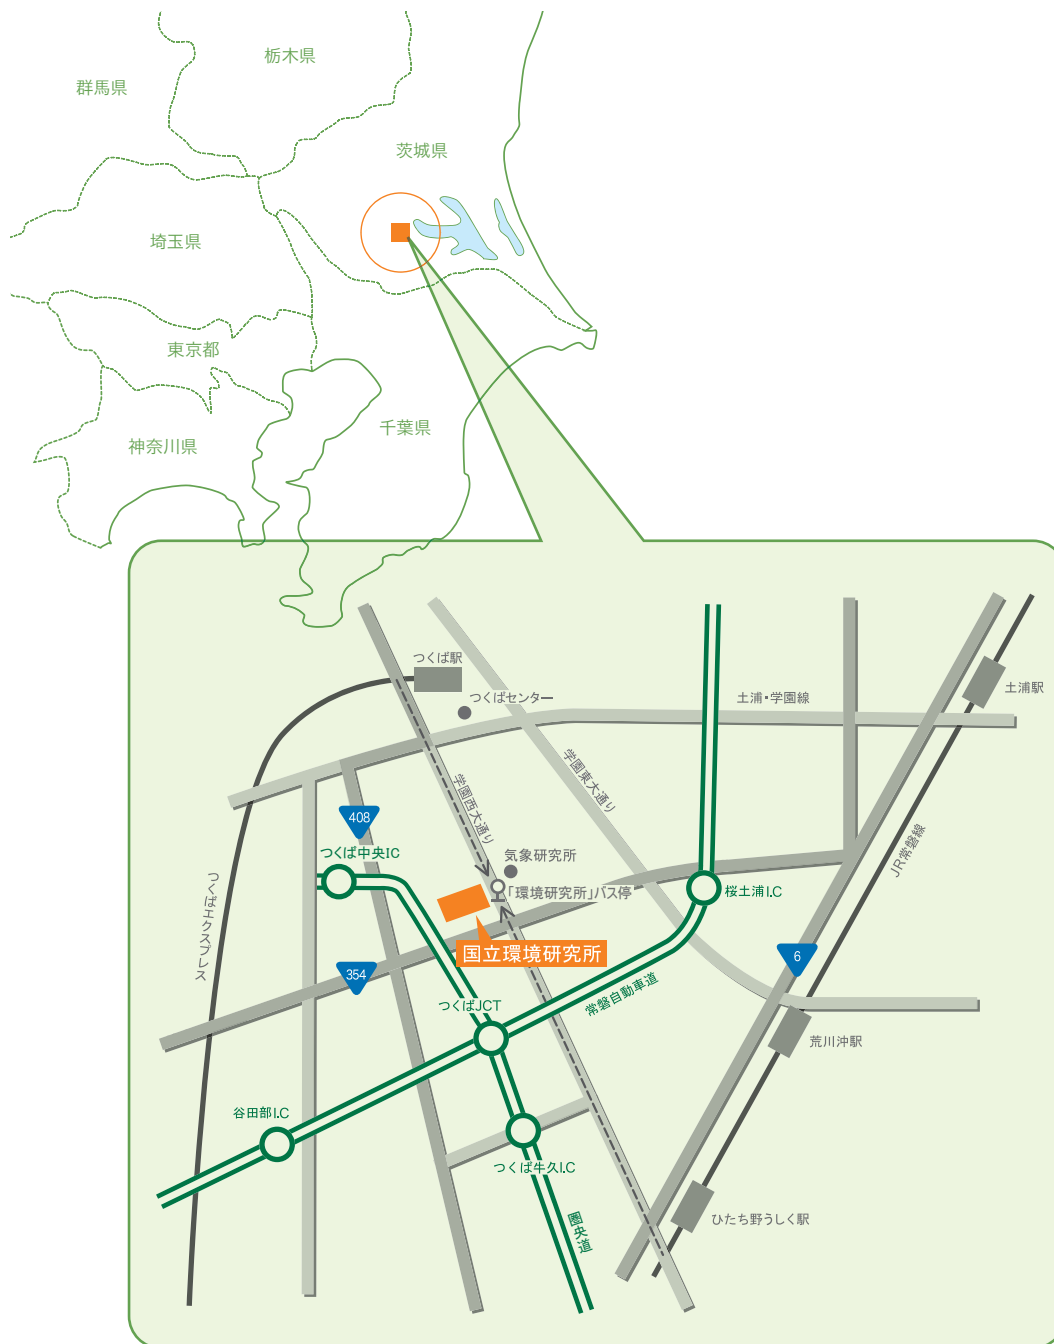 栃木県
群馬県
茨城県
埼玉県
東京都
千葉県
神奈川県
つくば駅
つくばセンター
土浦・学園線
土浦駅
学園東大通り
学園西大通り
408
つくば中央IC
気象研究所
JR常磐線
「環境研究所」バス停
桜土浦I.C
つくばエクスプレス
国立環境研究所
6
354
つくばJCT
常磐自動車道
荒川沖駅
谷田部I.C
つくば牛久I.C
圏央道
ひたち野うしく駅